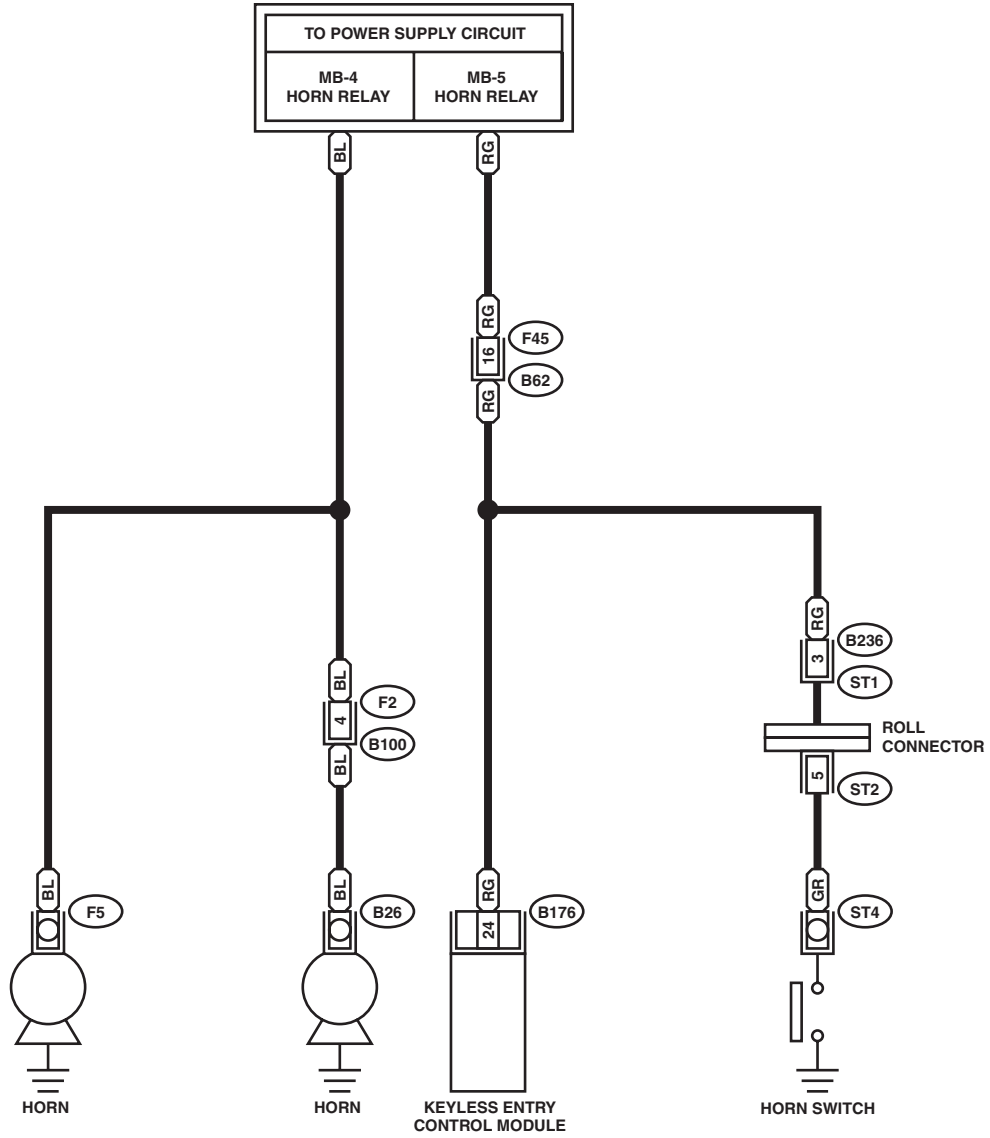 TO POWER SUPPLY CIRCUIT
MB-4
HORN RELAY
MB-5
HORN RELAY
BL
RG
RG
16
F45
B62
RG
RG
3
B236
ST1
BL
4
F2
B100
BL
ROLL
CONNECTOR
5
ST2
BL
F5
BL
B26
RG
24
B176
GR
ST4
HORN
HORN
KEYLESS ENTRY
CONTROL MODULE
HORN SWITCH